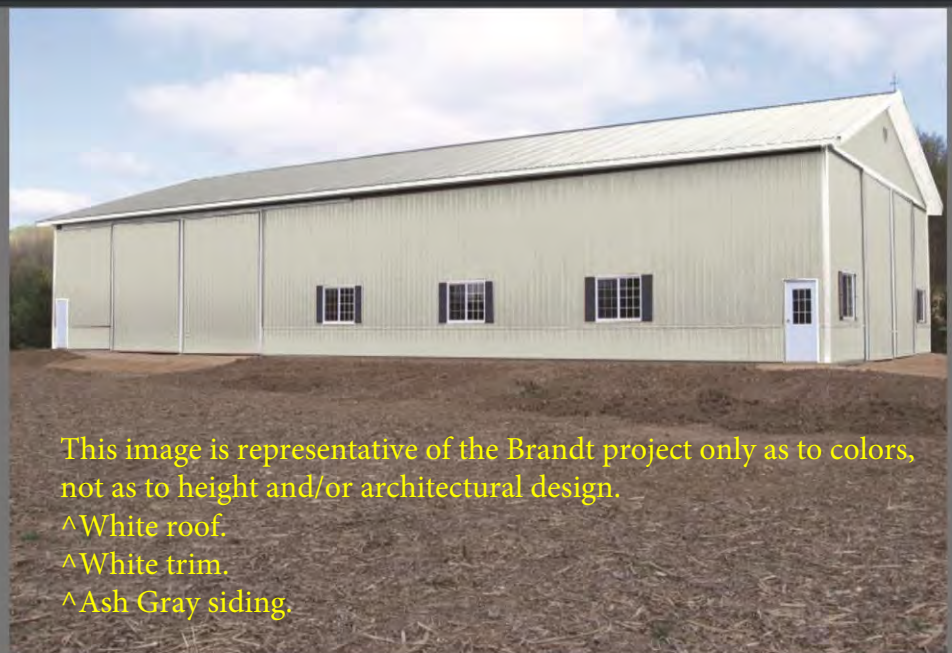 This image is representative of the Brandt project only as to colors,
not as to height and/or architectural design.
^White roof.
^White trim.
^Ash Gray siding.